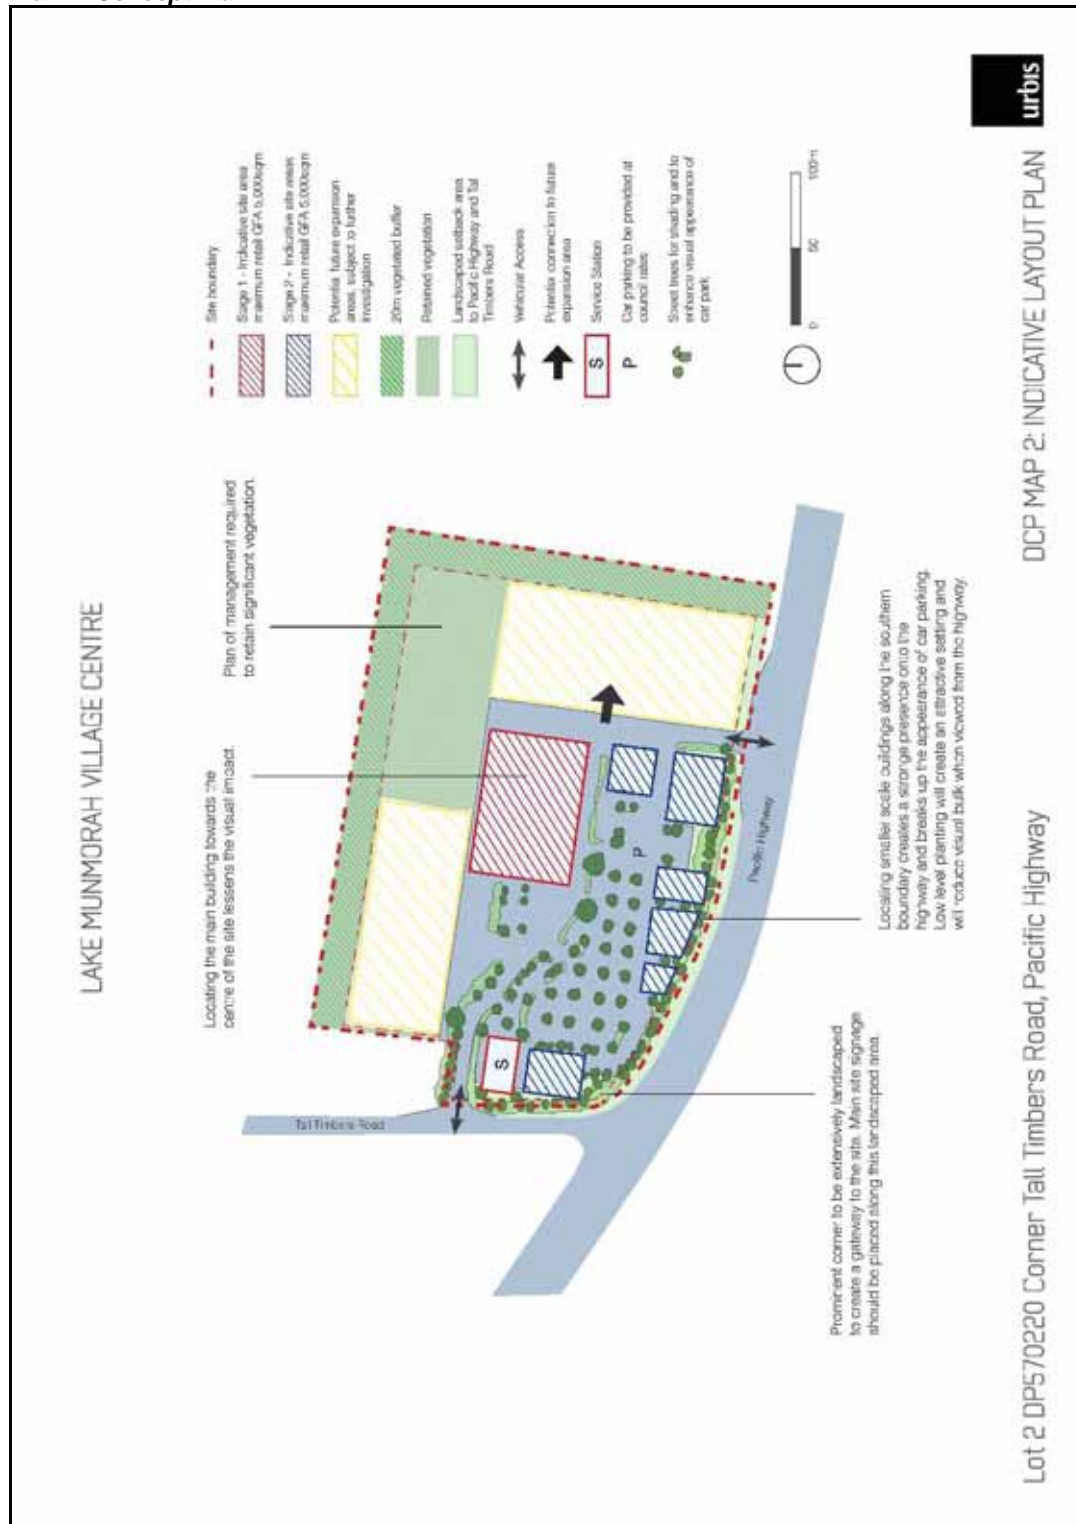 LAKE MUNMORAH VILLAGE CENTRE
Locating the main building towards the
centre of the site lessens the visual impact.
Plan of management required
to retain significant vegetation.
Site boundary
Stage 1 - Indicative site area
maximum retail GFA 5,000sqm
Stage 2 - Indicative site areas
maximum retail GFA 5,000sqm
Potential future expansion
areas, subject to further
investigation
20m vegetated buffer
Retained vegetation
Landscaped setback area
to Pacific Highway and Tall
Timbers Road
Vehicular Access
Potential connection to future
expansion area
S
Service Station
P
Car parking to be provided at
council rates
Street trees for shading and to
enhance visual appearance of
car park
0 50 100m
Tall Timbers Road
S
P
Pacific Highway
Prominent corner to be extensively landscaped
to create a gateway to the site. Main site signage
should be placed along this landscaped area.
Locating smaller scale buildings along the southern
boundary creates a stronge presence onto the
highway and breaks up the appearance of car parking.
Low level planting will create an attractive setting and
will reduce visual bulk when viewed from the highway.
Lot 2 DP570220 Corner Tall Timbers Road, Pacific Highway
DCP MAP 2: INDICATIVE LAYOUT PLAN
urbis